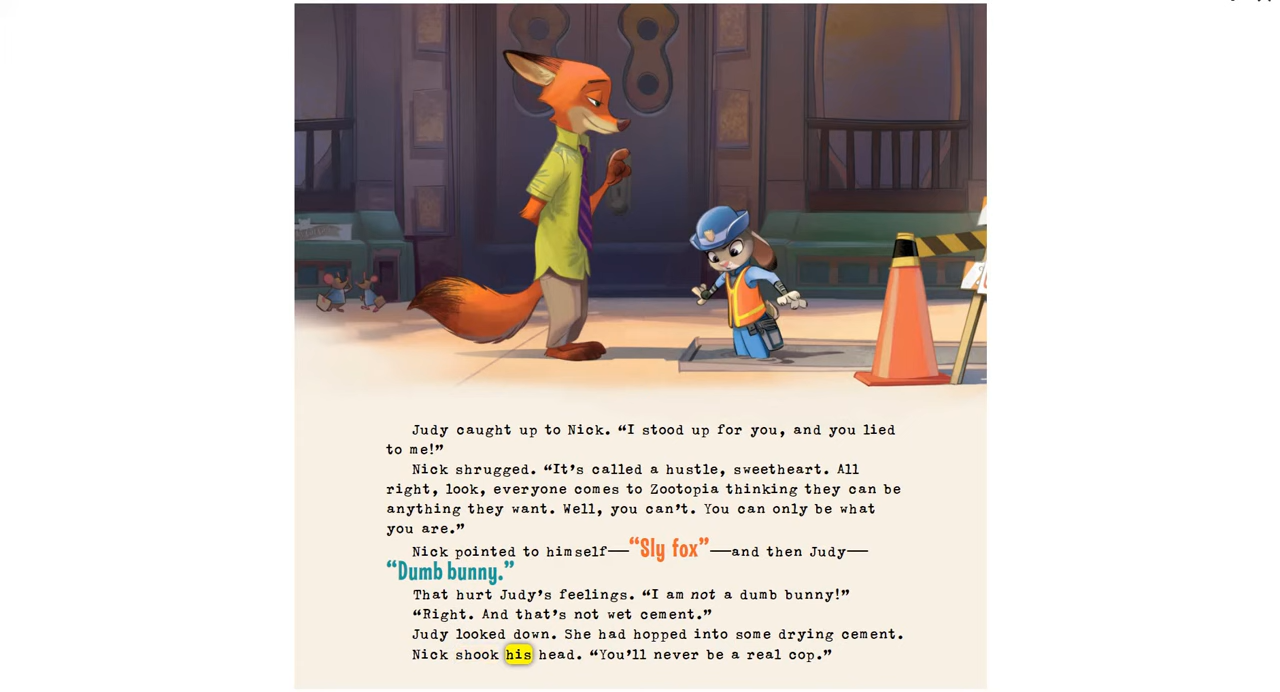 Judy caught up to Nick. “I stood up for you, and you lied
to me!”
Nick shrugged. “It’s called a hustle, sweetheart. All
right, look, everyone comes to Zootopia thinking they can be
anything they want. Well, you can’t. You can only be what
you are.”
Nick pointed to himself—“Sly fox”—and then Judy—
“Dumb bunny.”
That hurt Judy’s feelings. “I am not a dumb bunny!”
“Right. And that’s not wet cement.”
Judy looked down. She had hopped into some drying cement.
Nick shook his head. “You’ll never be a real cop.”